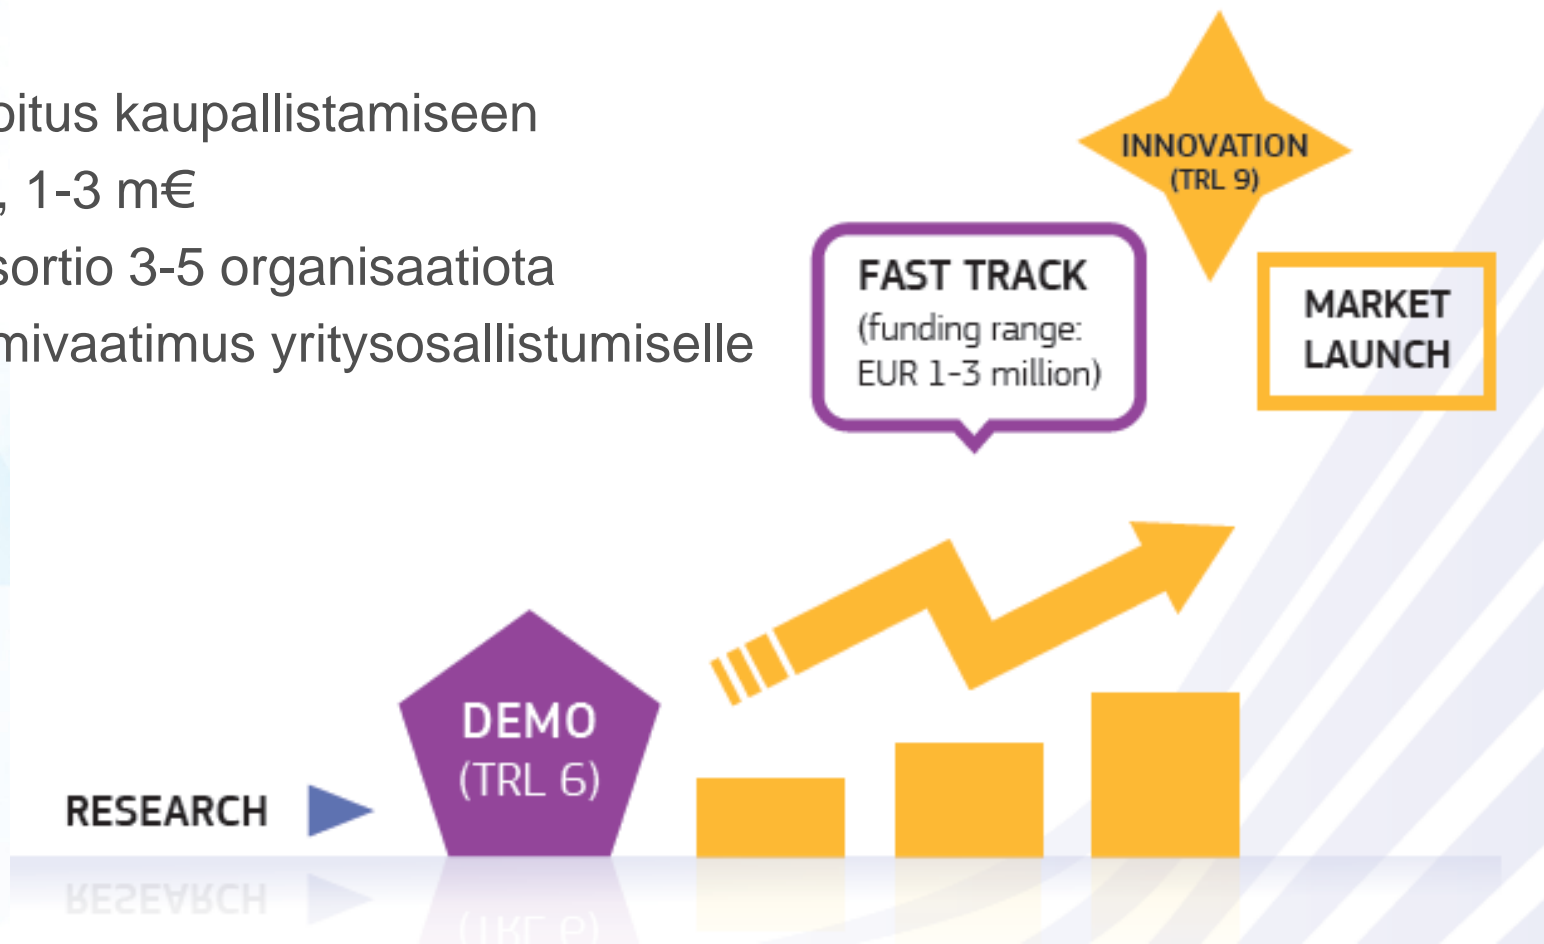 oitus kaupallistamiseen
, 1-3 m€
sortio 3-5 organisaatiota
mivaatimus yritysosallistumiselle
INNOVATION
(TRL 9)
FAST TRACK
(funding range:
EUR 1-3 million)
MARKET
LAUNCH
DEMO
(TRL 6)
RESEARCH